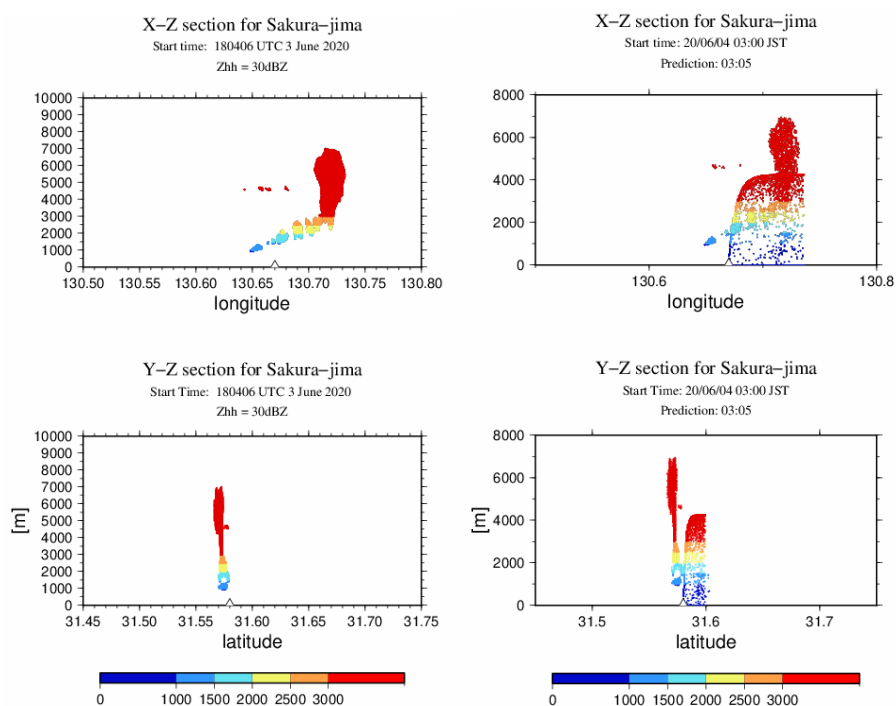 X−Z section for Sakura−jima
Start time: 180406 UTC 3 June 2020
Zhh = 30dBZ
10000
9000
8000
7000
6000
5000
4000
3000
2000
1000
0
130.50 130.55 130.60 130.65 130.70 130.75 130.80
longitude
X−Z section for Sakura−jima
Start time: 20/06/04 03:00 JST
Prediction: 03:05
8000
6000
4000
2000
0
130.6 130.8
longitude
Y−Z section for Sakura−jima
Start Time: 180406 UTC 3 June 2020
Zhh = 30dBZ
10000
9000
8000
7000
6000
5000
4000
3000
2000
1000
0
[m]
31.45 31.50 31.55 31.60 31.65 31.70 31.75
latitude
0 1000 1500 2000 2500 3000
Y−Z section for Sakura−jima
Start Time: 20/06/04 03:00 JST
Prediction: 03:05
8000
6000
4000
2000
0
[m]
31.5 31.6 31.7
latitude
0 1000 1500 2000 2500 3000